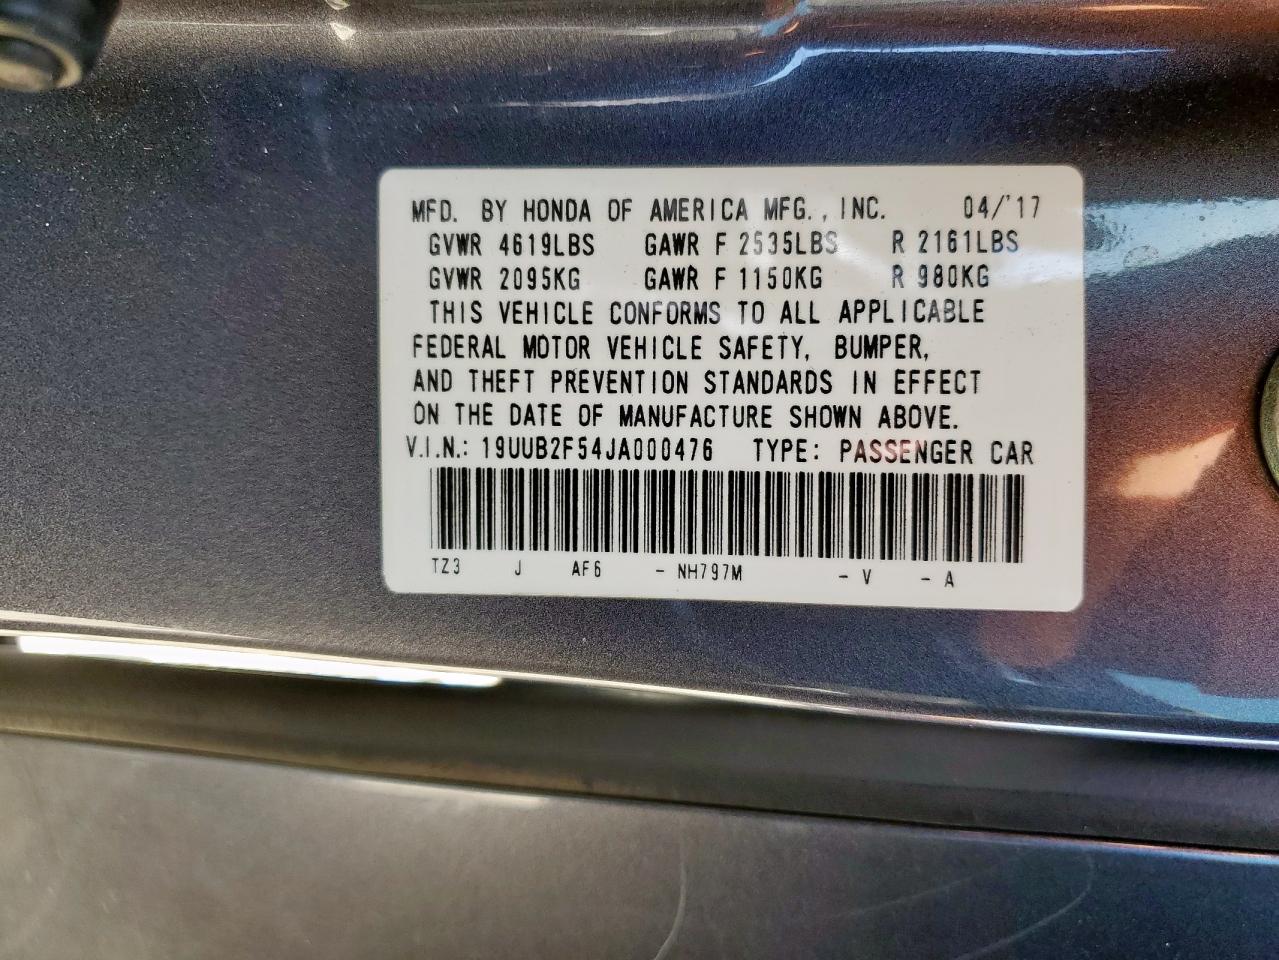 MFD. BY HONDA OF AMERICA MFG., INC. 04/'17
GVWR 4619LBS GAWR F 2535LBS R 2161LBS
GVWR 2095KG GAWR F 1150KG R 980KG
THIS VEHICLE CONFORMS TO ALL APPLICABLE
FEDERAL MOTOR VEHICLE SAFETY, BUMPER,
AND THEFT PREVENTION STANDARDS IN EFFECT
ON THE DATE OF MANUFACTURE SHOWN ABOVE.
V.I.N.: 19UUB2F54JA000476 TYPE: PASSENGER CAR
TZ3 J AF6 - NH797M - V - A